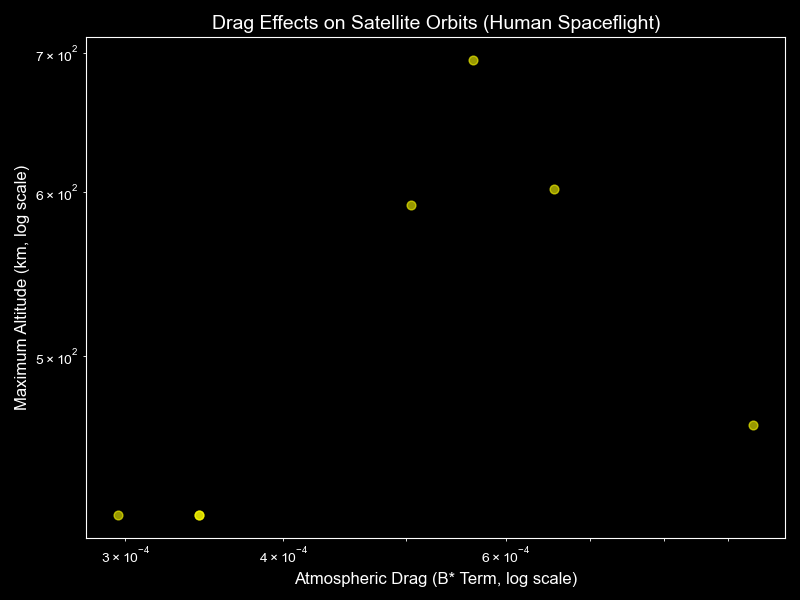 Drag Effects on Satellite Orbits (Human Spaceflight)
Maximum Altitude (km, log scale)
7 × 10²
6 × 10²
5 × 10²
3 × 10⁻⁴
4 × 10⁻⁴
6 × 10⁻⁴
Atmospheric Drag (B* Term, log scale)